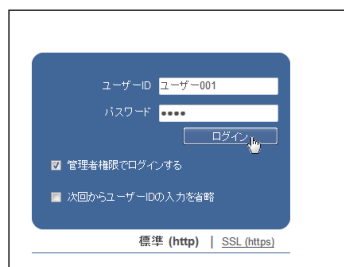 ユーザーID ユーザー001
パスワード ●●●●
ログイン
管理者権限でログインする
次回からユーザーIDの入力を省略
標準 (http) | SSL (https)